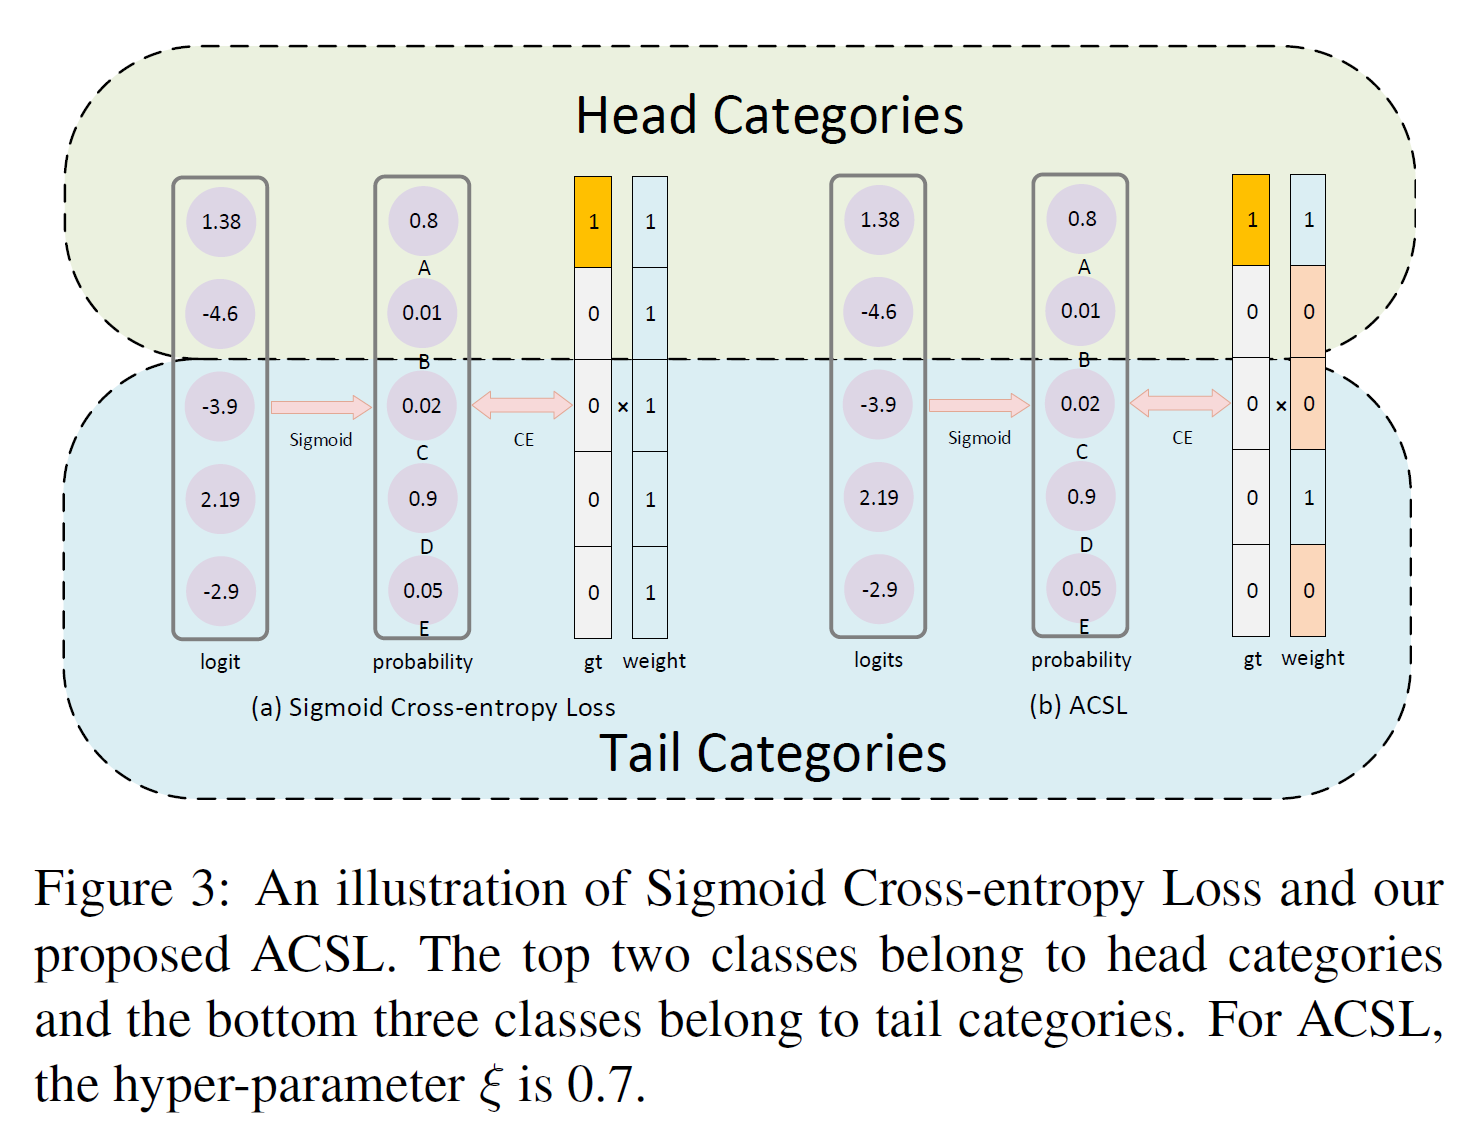 Head Categories
1.38 0.8 1 1 1.38 0.8 1 1
A A
-4.6 0.01 0 1 -4.6 0.01 0 0
B B
-3.9 0.02 0 × 1 -3.9 0.02 0 × 0
Sigmoid CE Sigmoid CE
C C
2.19 0.9 0 1 2.19 0.9 0 1
D D
-2.9 0.05 0 1 -2.9 0.05 0 0
E E
logit probability gt weight logits probability gt weight
(a) Sigmoid Cross-entropy Loss (b) ACSL
Tail Categories
Figure 3: An illustration of Sigmoid Cross-entropy Loss and our
proposed ACSL. The top two classes belong to head categories
and the bottom three classes belong to tail categories. For ACSL,
the hyper-parameter ξ is 0.7.